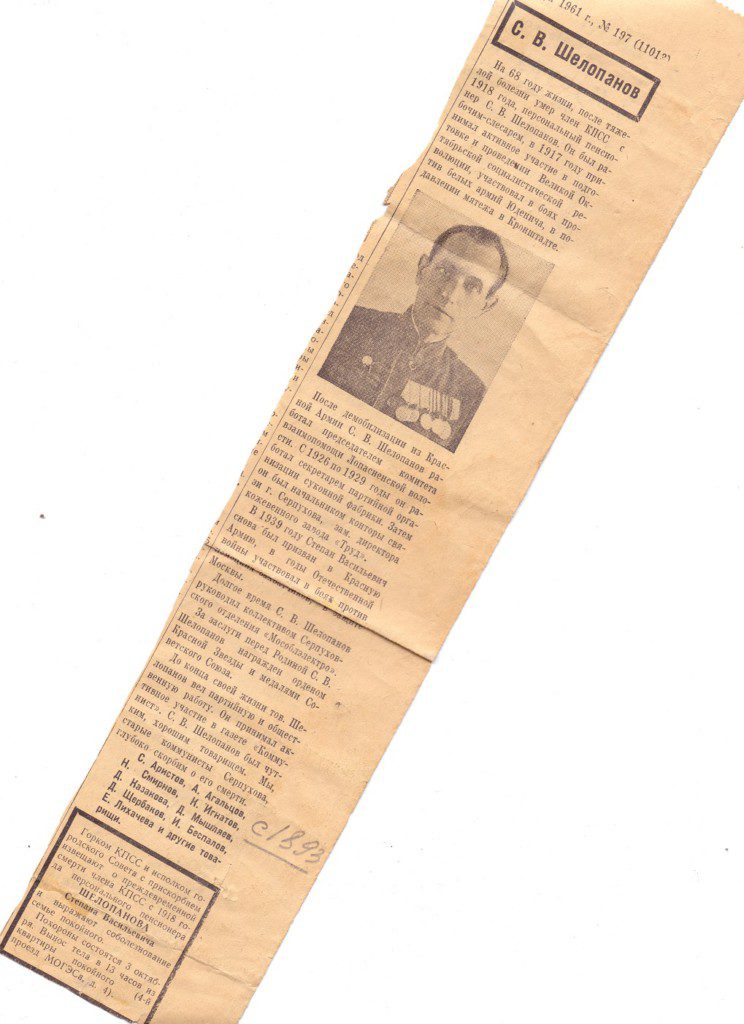 1961 г., № 197 (1101
С. В. Шелопанов
На 68 году жизни, после тяже-
лой болезни умер член КПСС с
1918 года, персональный пенсио-
нер С. В. Шелопанов. Он был ра-
бочим-слесарем, в 1917 году при-
нимал активное участие в подго-
товке и проведении Великой Ок-
тябрьской социалистической ре-
волюции, участвовал в боях про-
тив белых армий Юденича, в по-
давлении мятежа в Кронштадте.
После демобилизации из Крас-
ной Армии С. В. Шелопанов ра-
ботал председателем комитета
взаимопомощи Лопасненской воло-
сти. С 1926 по 1929 годы он ра-
ботал секретарем партийной орга-
низации суконной фабрики. Затем
он был начальником конторы свя-
зи г. Серпухова, зам. директора
кожевенного завода «Труд».
В 1939 году Степан Васильевич
снова был призван в Красную
Армию, в годы Отечественной
войны участвовал в боях против
Москвы.
Долгое время С. В. Шелопанов
руководил коллективом Серпухов-
ского отделения «Мособлэлектро».
За заслуги перед Родиной С. В.
Шелопанов награжден орденом
Красной Звезды и медалями Со-
ветского Союза.
До конца своей жизни тов. Ше-
лопанов вел партийную и общест-
венную работу. Он принимал ак-
тивное участие в газете «Комму-
нист». С. В. Шелопанов был чут-
ким, хорошим товарищем. Мы,
старые коммунисты Серпухова,
глубоко скорбим о его смерти.
С. Аристов, А. Агальцов,
Н. Смирнов, Н. Игнатов,
Д. Казакова, Д. Мышляев,
Д. Щербаков, И. Беспалов,
Е. Лихачева и другие това-
рищи.
с 1893
Горком КПСС и исполком го-
родского Совета с прискорбием
извещают о преждевременной
смерти члена КПСС с 1918 го-
да персонального пенсионера
ШЕЛОПАНОВА
Степана Васильевича
и выражают соболезнование
семье покойного.
Похороны состоятся 3 октяб-
ря. Вынос тела в 13 часов из
квартиры покойного (4-й
проезд МОГЭСа, д. 4).